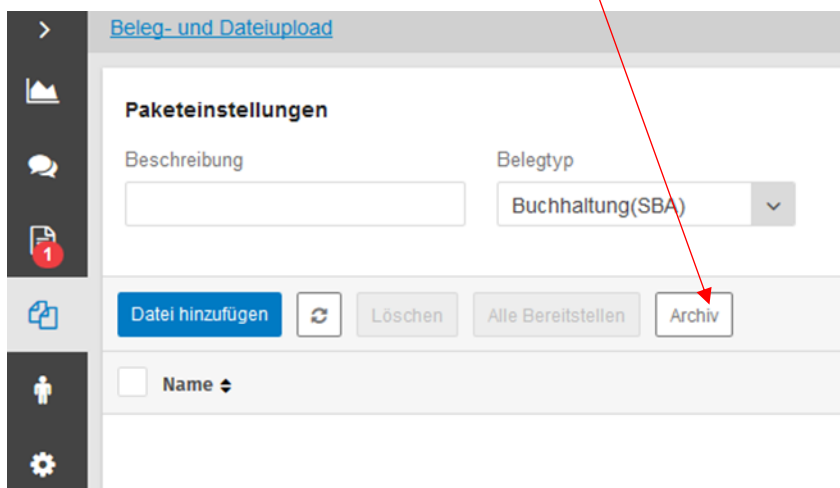 Beleg- und Dateiupload
Paketeinstellungen
Beschreibung
Belegtyp
Buchhaltung(SBA)
1
Datei hinzufügen
Löschen
Alle Bereitstellen
Archiv
Name